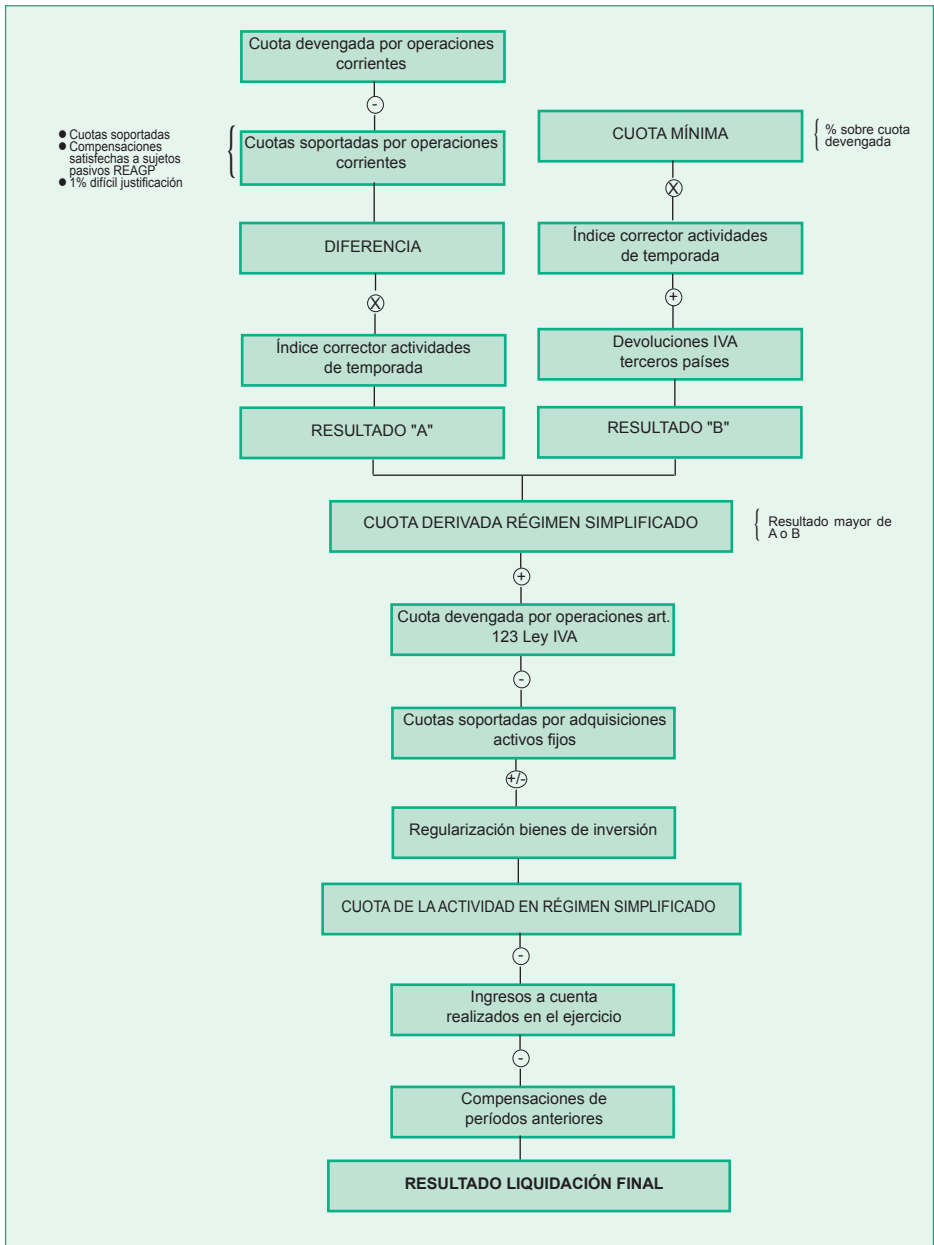 Cuota devengada por operaciones
corrientes
-
● Cuotas soportadas
● Compensaciones
satisfechas a sujetos
pasivos REAGP
● 1% difícil justificación
Cuotas soportadas por operaciones
corrientes
CUOTA MÍNIMA
% sobre cuota
devengada
X
DIFERENCIA
Índice corrector actividades
de temporada
X
+
Índice corrector actividades
de temporada
Devoluciones IVA
terceros países
RESULTADO "A"
RESULTADO "B"
CUOTA DERIVADA RÉGIMEN SIMPLIFICADO
Resultado mayor de
A o B
+
Cuota devengada por operaciones art.
123 Ley IVA
-
Cuotas soportadas por adquisiciones
activos fijos
+/-
Regularización bienes de inversión
CUOTA DE LA ACTIVIDAD EN RÉGIMEN SIMPLIFICADO
-
Ingresos a cuenta
realizados en el ejercicio
-
Compensaciones de
períodos anteriores
RESULTADO LIQUIDACIÓN FINAL